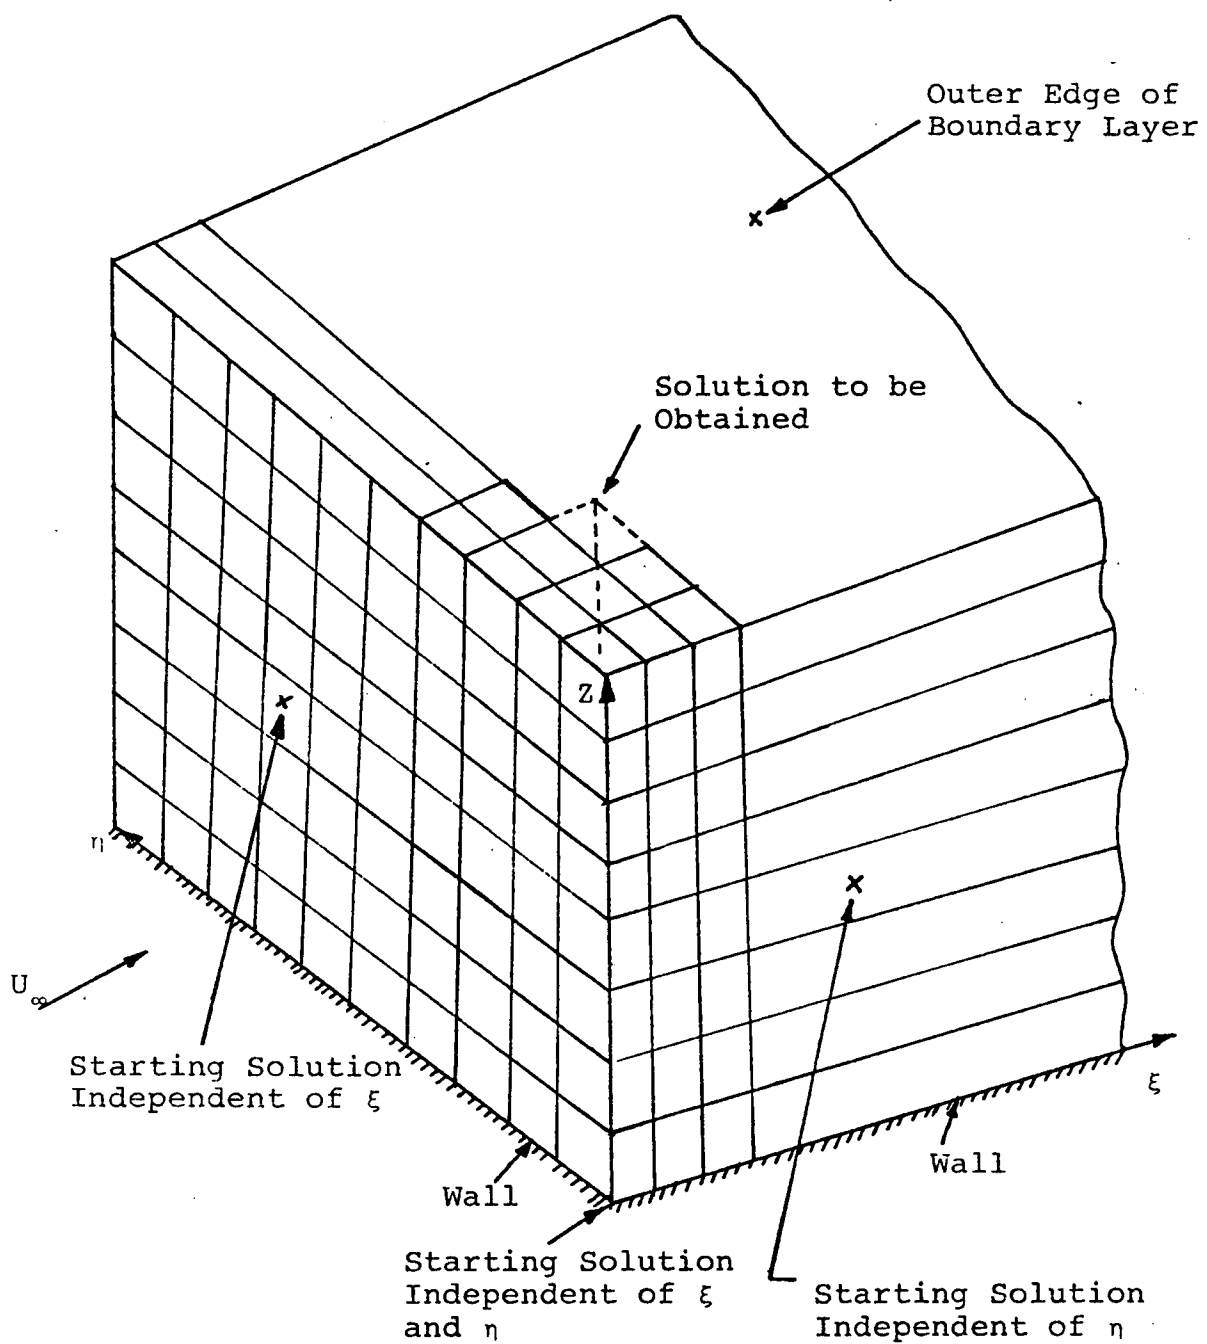 Outer Edge of
Boundary Layer
Solution to be
Obtained
Z
η
U∞
Starting Solution
Independent of ξ
ξ
Wall
Wall
Starting Solution
Independent of ξ
and η
Starting Solution
Independent of η